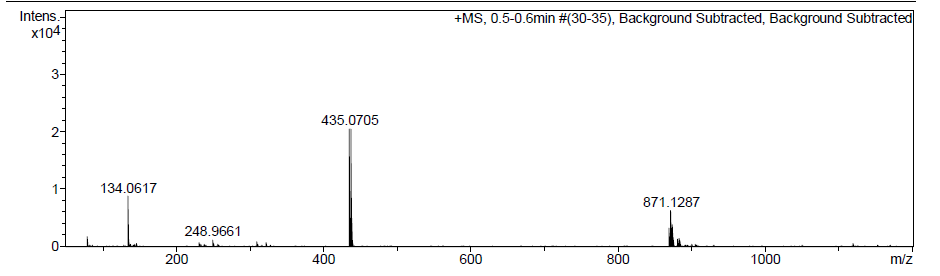 Intens.
x10⁴
+MS, 0.5-0.6min #(30-35), Background Subtracted, Background Subtracted
3
435.0705
2
134.0617
1
871.1287
248.9661
0
200 400 600 800 1000 m/z